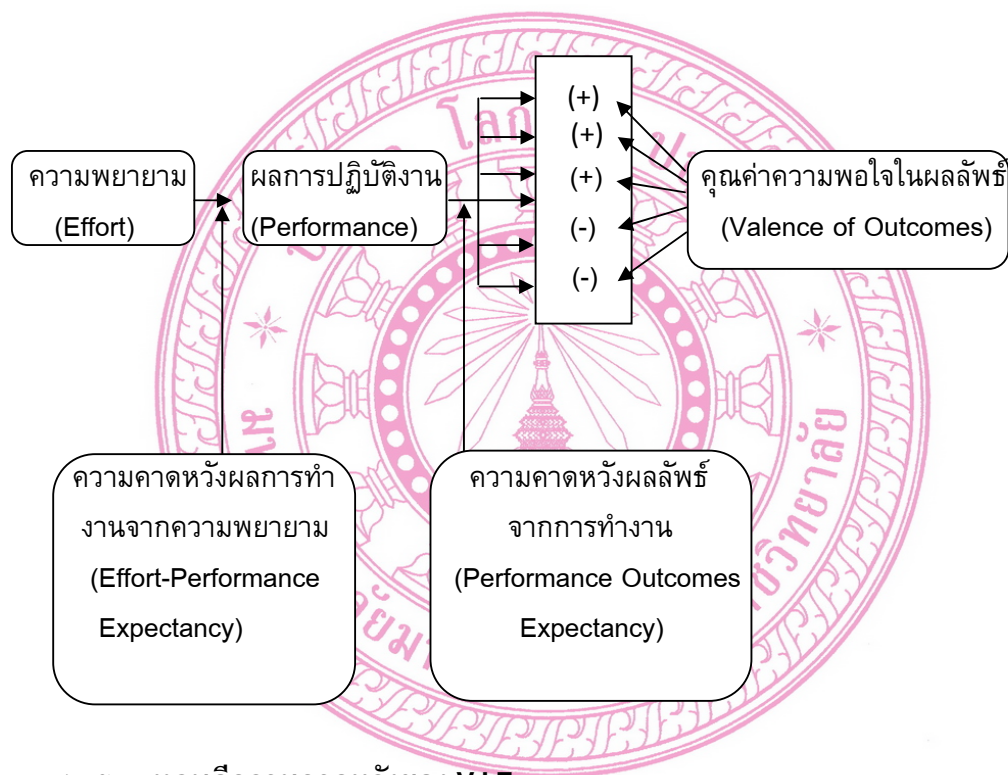 (+)
(+)
(+)
(-)
(-)
ความพยายาม
(Effort)
ผลการปฏิบัติงาน
(Performance)
คุณค่าความพอใจในผลลัพธ์
(Valence of Outcomes)
ความคาดหวังผลการทำ
งานจากความพยายาม
(Effort-Performance
Expectancy)
ความคาดหวังผลลัพธ์
จากการทำงาน
(Performance Outcomes
Expectancy)